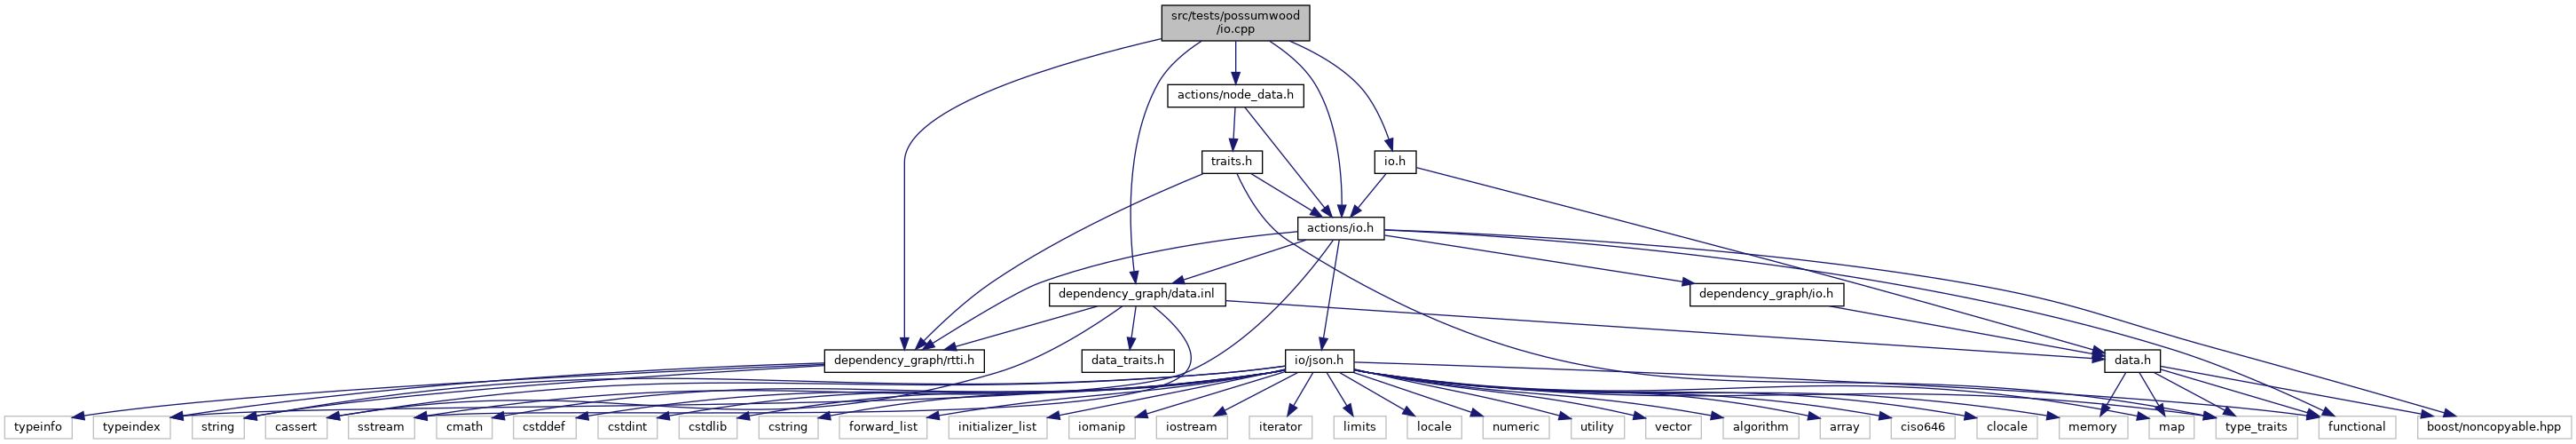 src/tests/possumwood
/io.cpp
actions/node_data.h
traits.h
io.h
actions/io.h
dependency_graph/data.inl
dependency_graph/io.h
dependency_graph/rtti.h
data_traits.h
io/json.h
data.h
typeinfo
typeindex
string
cassert
sstream
cmath
cstddef
cstdint
cstdlib
cstring
forward_list
initializer_list
iomanip
iostream
iterator
limits
locale
numeric
utility
vector
algorithm
array
ciso646
clocale
memory
map
type_traits
functional
boost/noncopyable.hpp